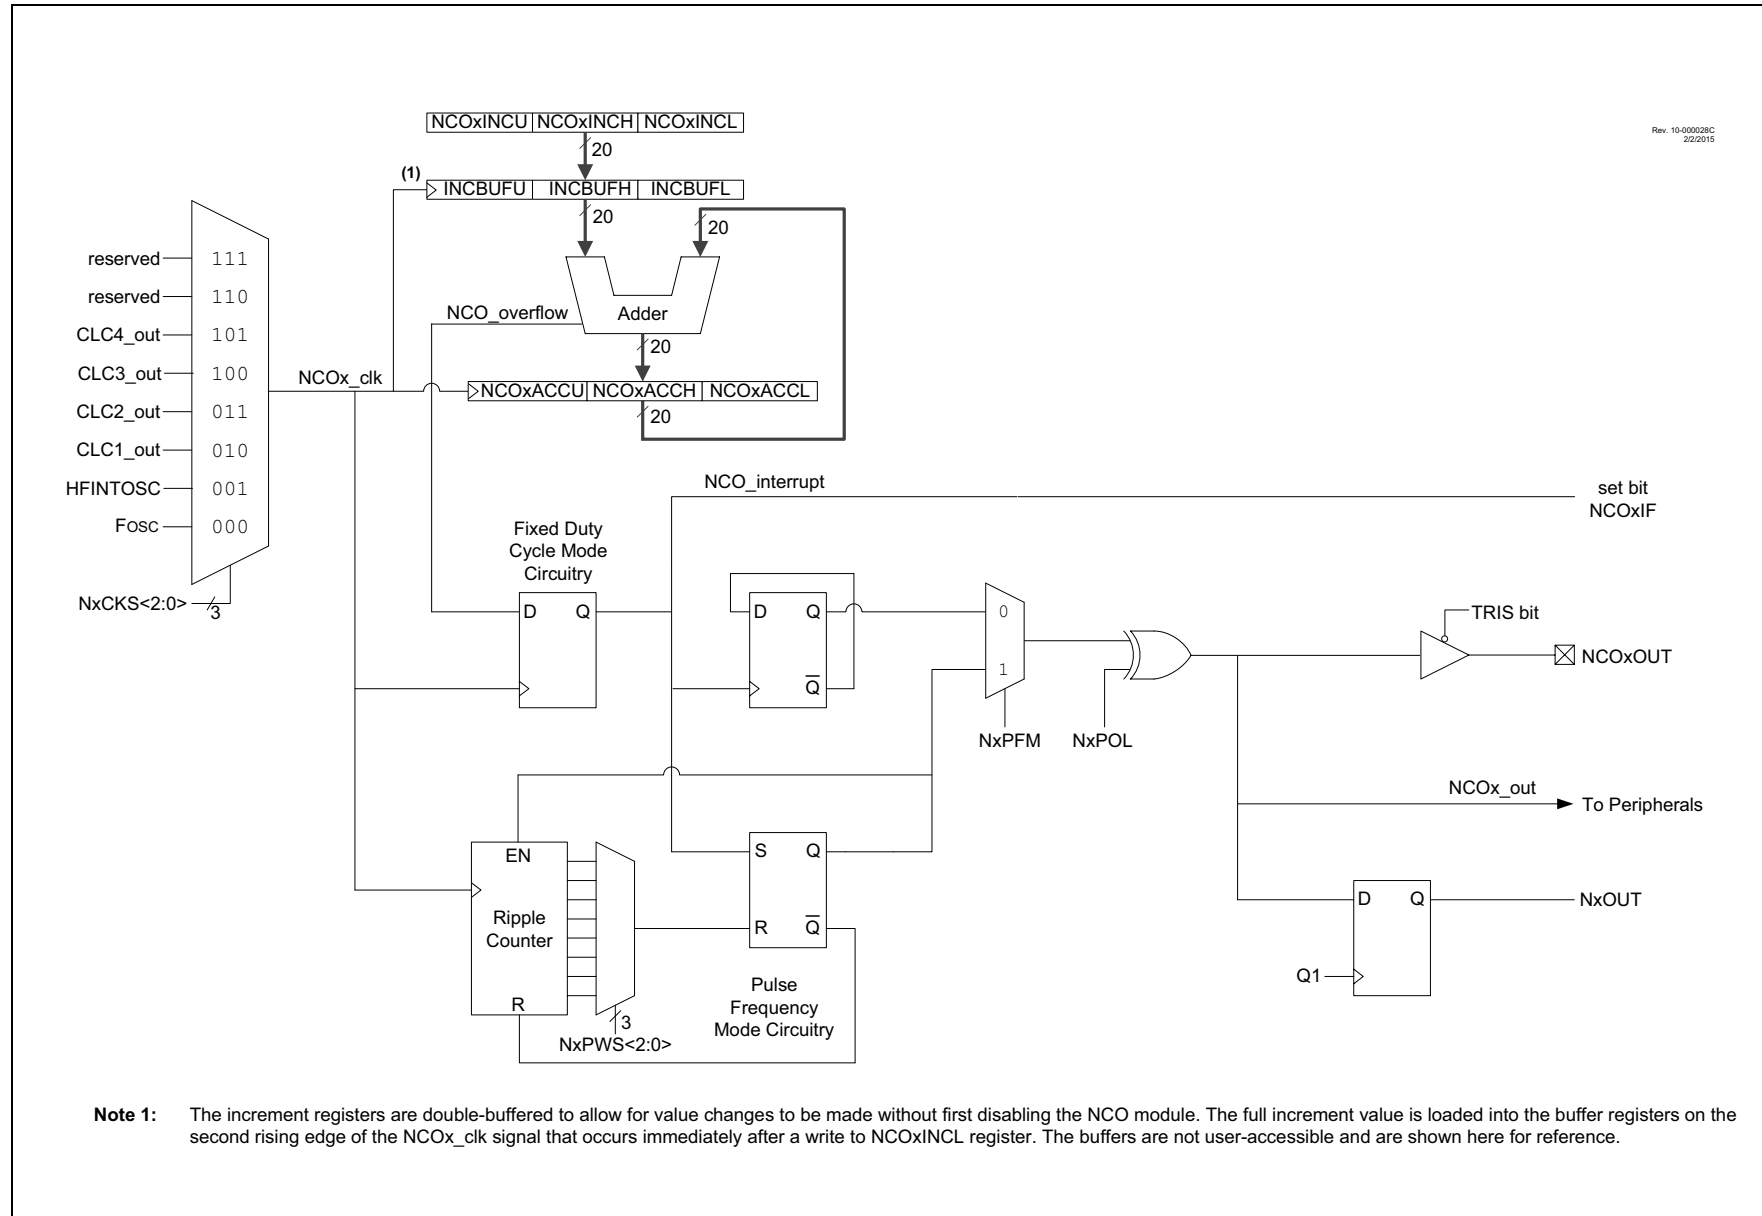 NCOxINCU NCOxINCH NCOxINCL
20
Rev. 10-000028C
2/2/2015
(1)
INCBUFU INCBUFH INCBUFL
20
20
reserved 111
reserved 110
CLC4_out 101
CLC3_out 100
CLC2_out 011
CLC1_out 010
HFINTOSC 001
FOSC 000
NxCKS<2:0>
3
NCOx_clk
NCO_overflow
Adder
20
NCOxACCU NCOxACCH NCOxACCL
20
NCO_interrupt
set bit
NCOxIF
Fixed Duty
Cycle Mode
Circuitry
D Q
D Q
Q
0
1
NxPFM
NxPOL
TRIS bit
NCOxOUT
NCOx_out
To Peripherals
EN
Ripple
Counter
R
3
NxPWS<2:0>
S Q
R Q
Pulse
Frequency
Mode Circuitry
D Q
NxOUT
Q1
Note 1: The increment registers are double-buffered to allow for value changes to be made without first disabling the NCO module. The full increment value is loaded into the buffer registers on the
second rising edge of the NCOx_clk signal that occurs immediately after a write to NCOxINCL register. The buffers are not user-accessible and are shown here for reference.